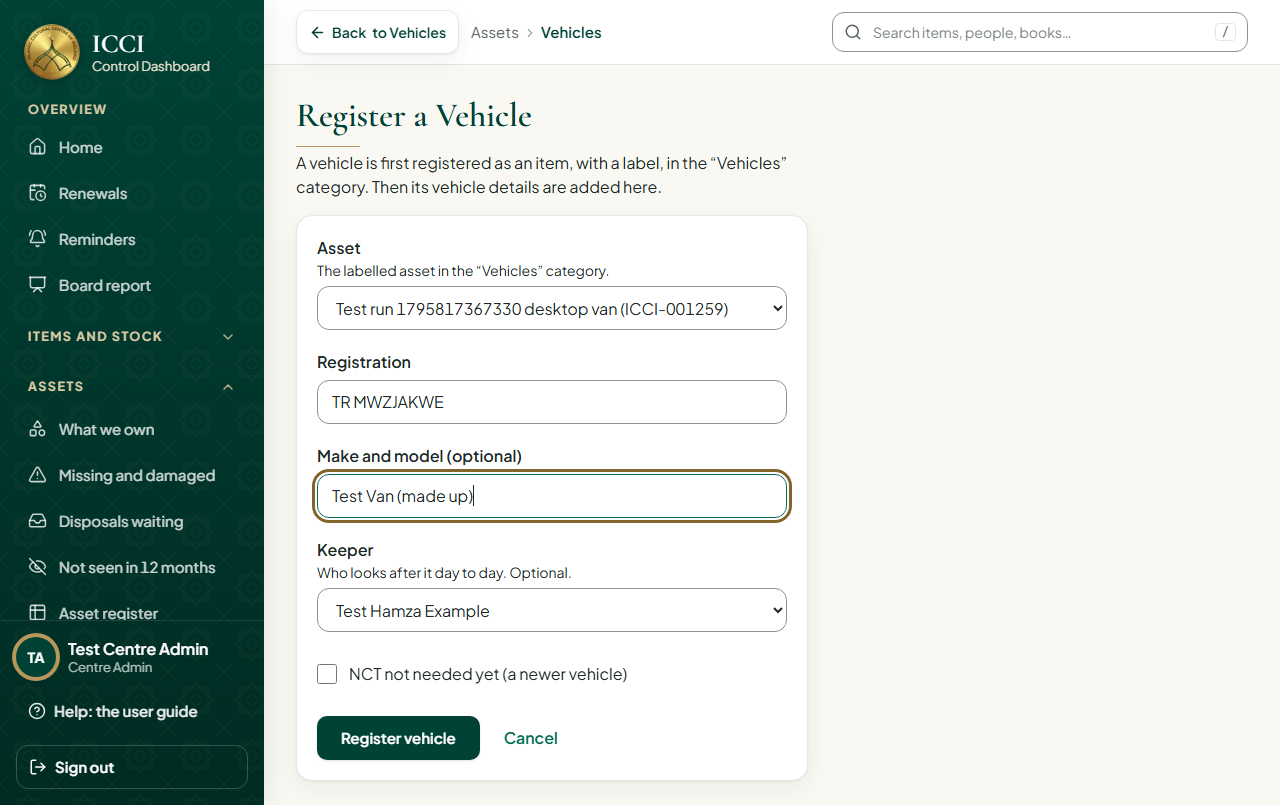 ICCI
Control Dashboard
OVERVIEW
Home
Renewals
Reminders
Board report
ITEMS AND STOCK
ASSETS
What we own
Missing and damaged
Disposals waiting
Not seen in 12 months
Asset register
TA
Test Centre Admin
Centre Admin
Help: the user guide
Sign out
Back to Vehicles
Assets > Vehicles
Search items, people, books…
/
Register a Vehicle
A vehicle is first registered as an item, with a label, in the “Vehicles”
category. Then its vehicle details are added here.
Asset
The labelled asset in the “Vehicles” category.
Test run 1795817367330 desktop van (ICCI-001259)
Registration
TR MWZJAKWE
Make and model (optional)
Test Van (made up)
Keeper
Who looks after it day to day. Optional.
Test Hamza Example
NCT not needed yet (a newer vehicle)
Register vehicle
Cancel